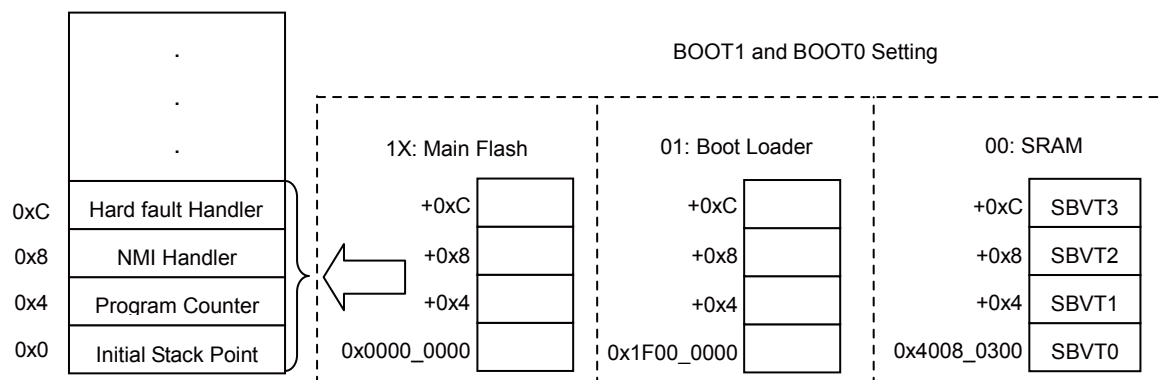 .
BOOT1 and BOOT0 Setting
.
.
1X: Main Flash 01: Boot Loader 00: SRAM
0xC Hard fault Handler +0xC +0xC +0xC SBVT3
0x8 NMI Handler +0x8 +0x8 +0x8 SBVT2
0x4 Program Counter +0x4 +0x4 +0x4 SBVT1
0x0 Initial Stack Point 0x0000_0000 0x1F00_0000 0x4008_0300 SBVT0